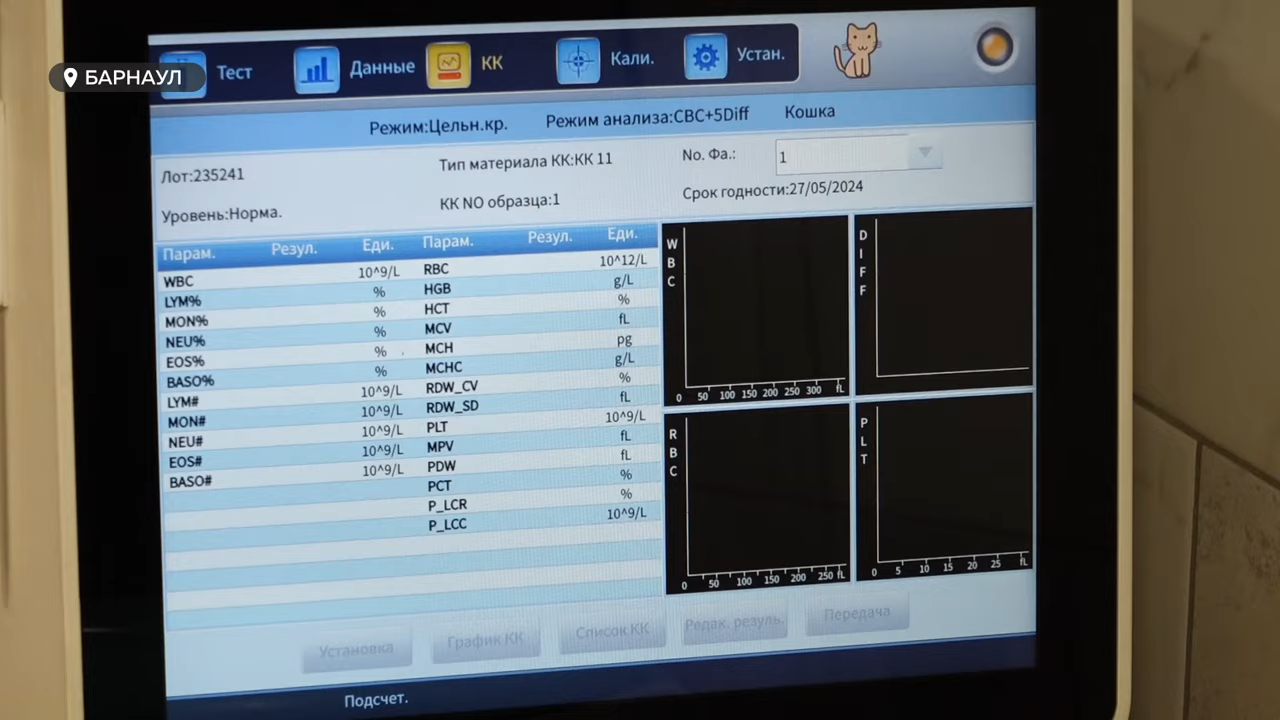 БАРНАУЛ
Тест Данные КК Кали. Устан.
Режим:Цельн.кр. Режим анализа:CBC+5Diff Кошка
Лот:235241 Тип материала КК:КК 11 No. Фа.: 1
Уровень:Норма. КК NO образца:1 Срок годности:27/05/2024
Парам. Резул. Еди. Парам. Резул. Еди.
WBC 10^9/L RBC 10^12/L
LYM% % HGB g/L
MON% % HCT %
NEU% % MCV fL
EOS% % MCH pg
BASO% % MCHC g/L
LYM# 10^9/L RDW_CV %
MON# 10^9/L RDW_SD fL
NEU# 10^9/L PLT 10^9/L
EOS# 10^9/L MPV fL
BASO# 10^9/L PDW fL
PCT %
P_LCR %
P_LCC 10^9/L
WBC
0 50 100 150 200 250 300 fL
DIFF
RBC
0 50 100 150 200 250 fL
PLT
0 5 10 15 20 25 fL
Установка График КК Список КК Редак. резуль. Передача
Подсчет.